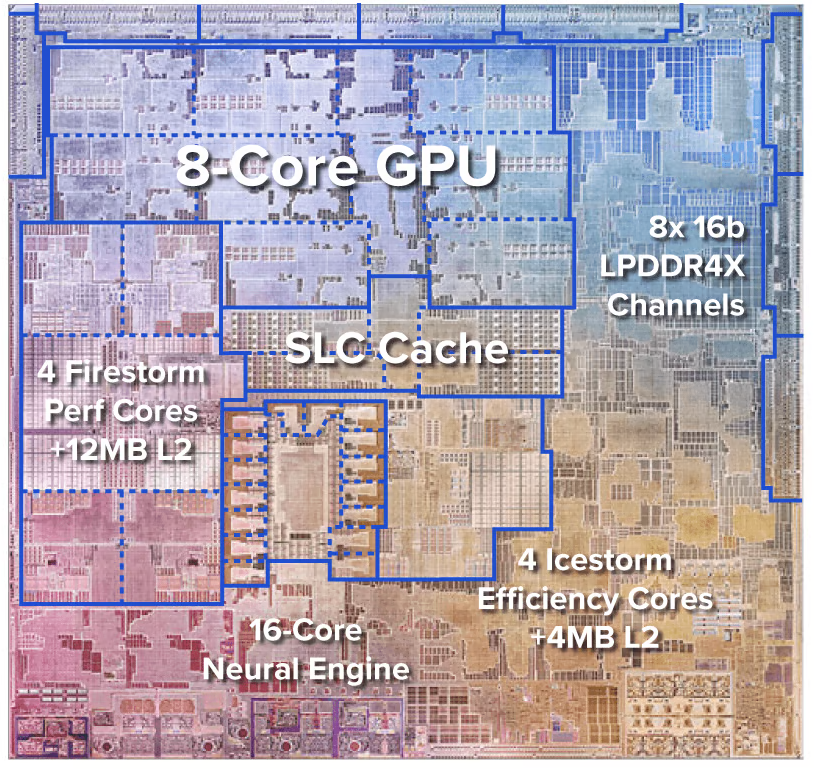 8-Core GPU
8x 16b
LPDDR4X
Channels
SLC Cache
4 Firestorm
Perf Cores
+12MB L2
4 Icestorm
Efficiency Cores
+4MB L2
16-Core
Neural Engine